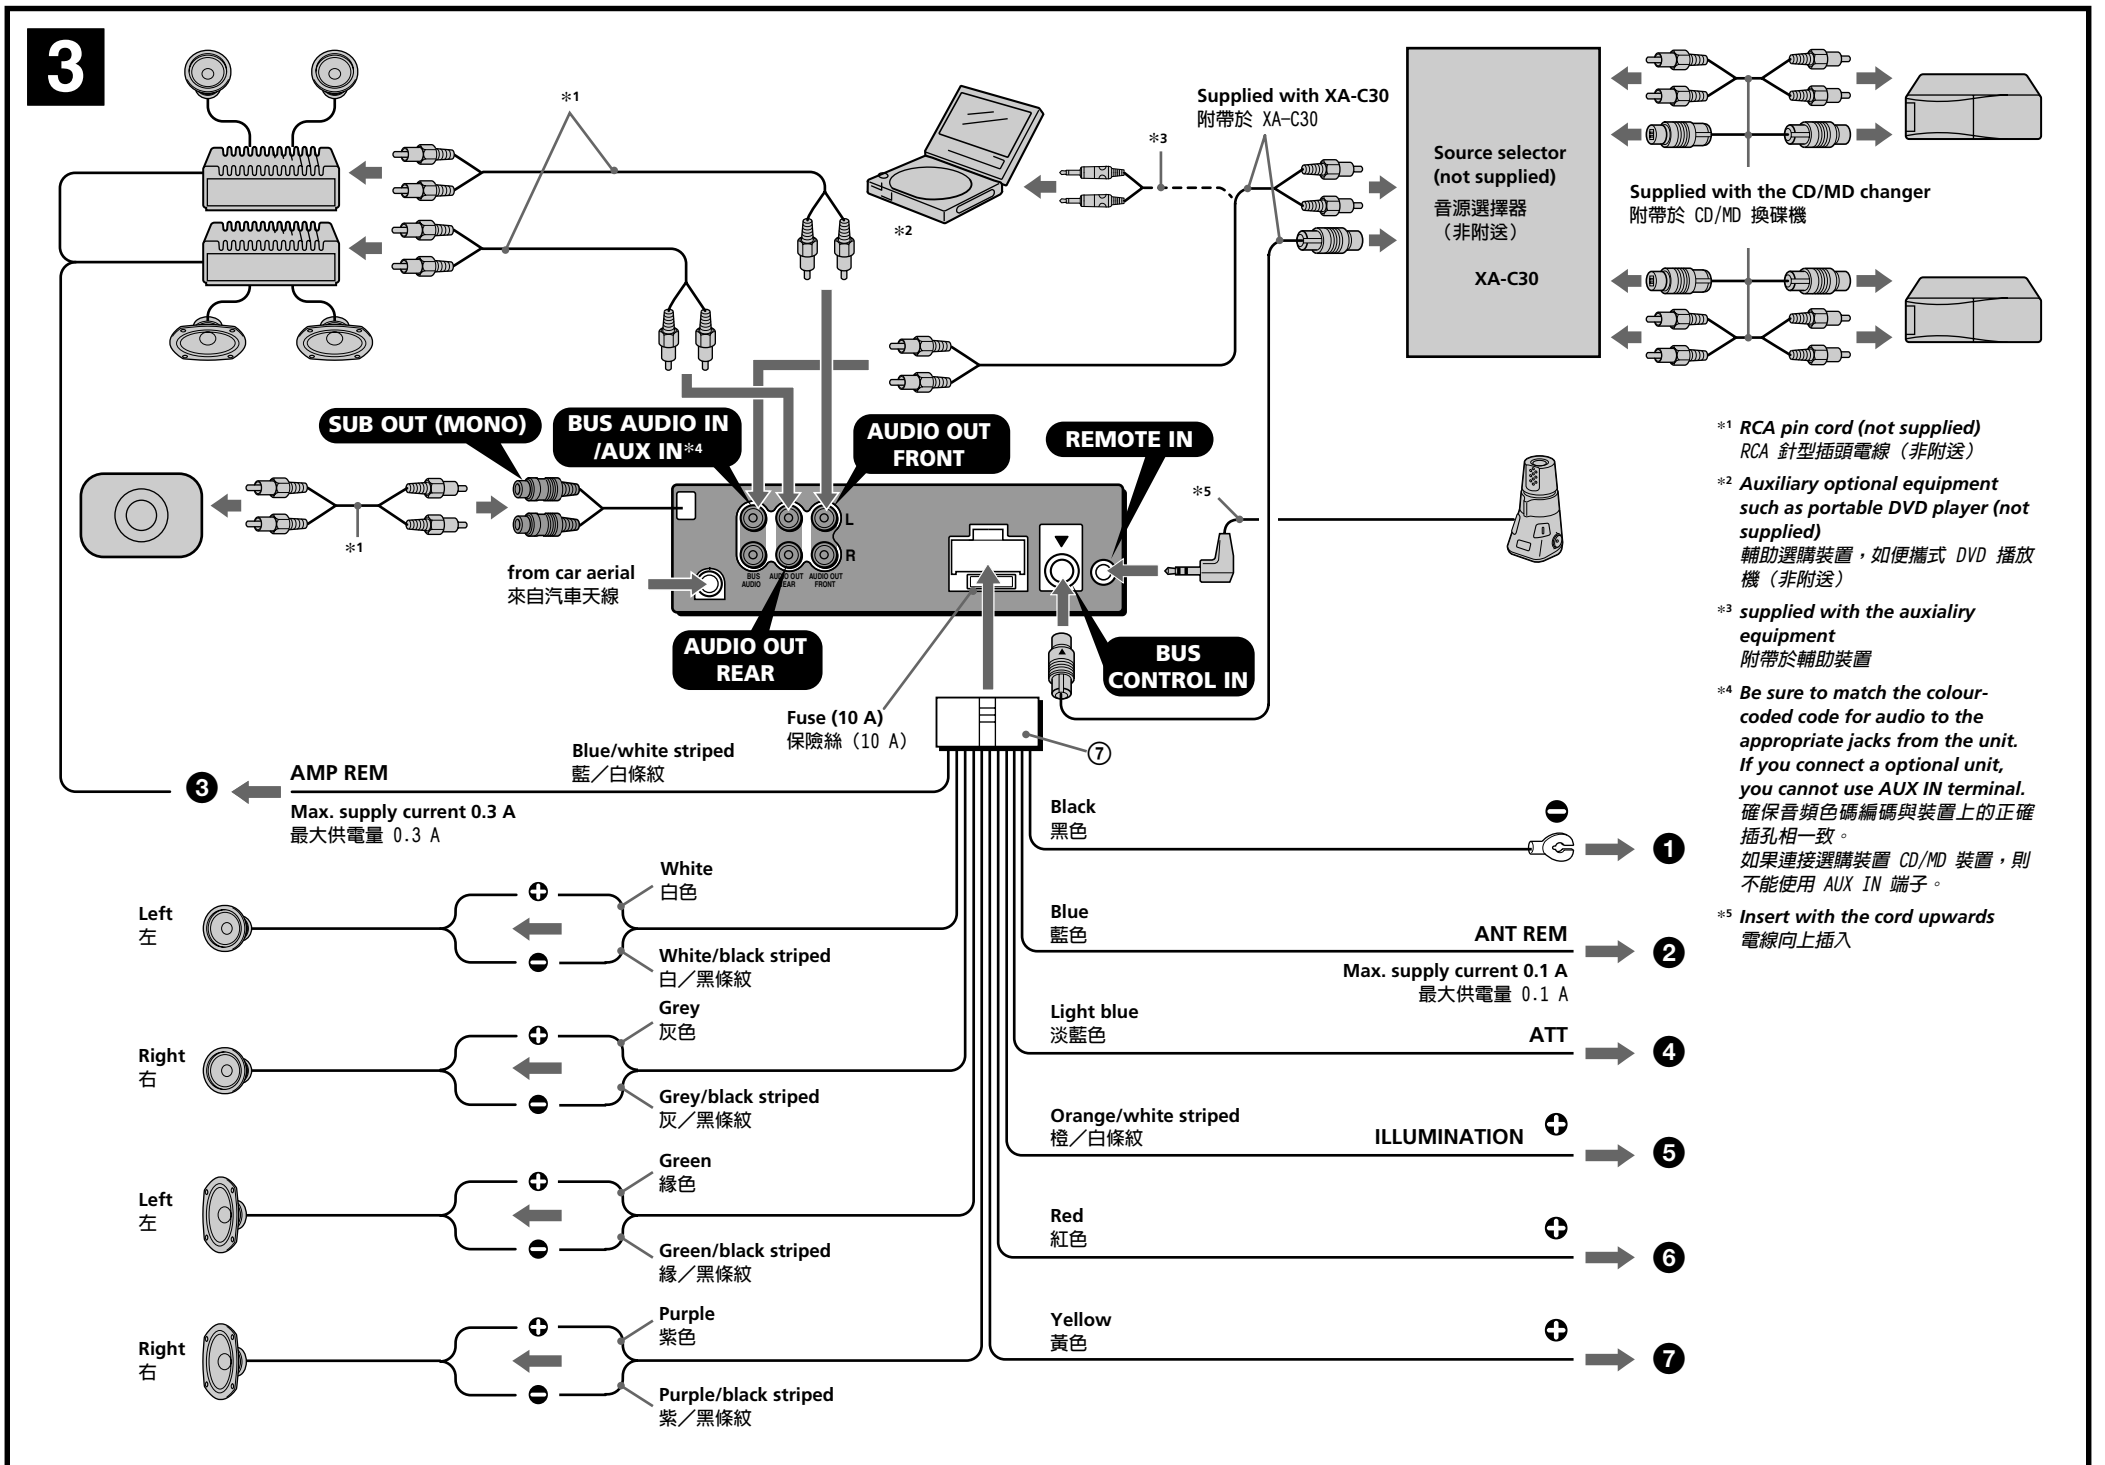 3
*1
*2
*3
Supplied with XA-C30
附帶於 XA-C30
Source selector
(not supplied)
音源選擇器
（非附送）
XA-C30
Supplied with the CD/MD changer
附帶於 CD/MD 換碟機
SUB OUT (MONO)
BUS AUDIO IN
/AUX IN*4
AUDIO OUT
FRONT
REMOTE IN
*5
*1
from car aerial
來自汽車天線
L
R
BUS
AUDIO
AUDIO OUT
REAR
AUDIO OUT
FRONT
AUDIO OUT
REAR
BUS
CONTROL IN
Fuse (10 A)
保險絲（10 A）
⑦
*1 RCA pin cord (not supplied)
RCA 針型插頭電線（非附送）
*2 Auxiliary optional equipment
such as portable DVD player (not
supplied)
輔助選購裝置，如便攜式 DVD 播放
機（非附送）
*3 supplied with the auxialiry
equipment
附帶於輔助裝置
*4 Be sure to match the colour-
coded code for audio to the
appropriate jacks from the unit.
If you connect a optional unit,
you cannot use AUX IN terminal.
確保音頻色碼編碼與裝置上的正確
插孔相一致。
如果連接選購裝置 CD/MD 裝置，則
不能使用 AUX IN 端子。
*5 Insert with the cord upwards
電線向上插入
❸
AMP REM
Blue/white striped
藍／白條紋
Max. supply current 0.3 A
最大供電量 0.3 A
Left
左
White
白色
White/black striped
白／黑條紋
Right
右
Grey
灰色
Grey/black striped
灰／黑條紋
Left
左
Green
緣色
Green/black striped
緣／黑條紋
Right
右
Purple
紫色
Purple/black striped
紫／黑條紋
Black
黑色
❶
Blue
藍色
ANT REM
Max. supply current 0.1 A
最大供電量 0.1 A
❷
Light blue
淡藍色
ATT
❹
Orange/white striped
橙／白條紋
ILLUMINATION
❺
Red
紅色
❻
Yellow
黃色
❼